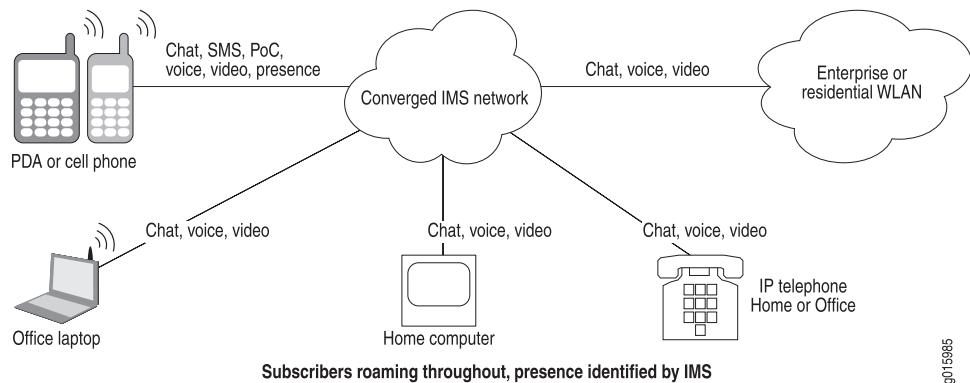 Chat, SMS, PoC,
voice, video, presence
Chat, voice, video
Converged IMS network
Enterprise or
residential WLAN
PDA or cell phone
Chat, voice, video
Chat, voice, video
Chat, voice, video
IP telephone
Home or Office
Office laptop
Home computer
Subscribers roaming throughout, presence identified by IMS
g015985